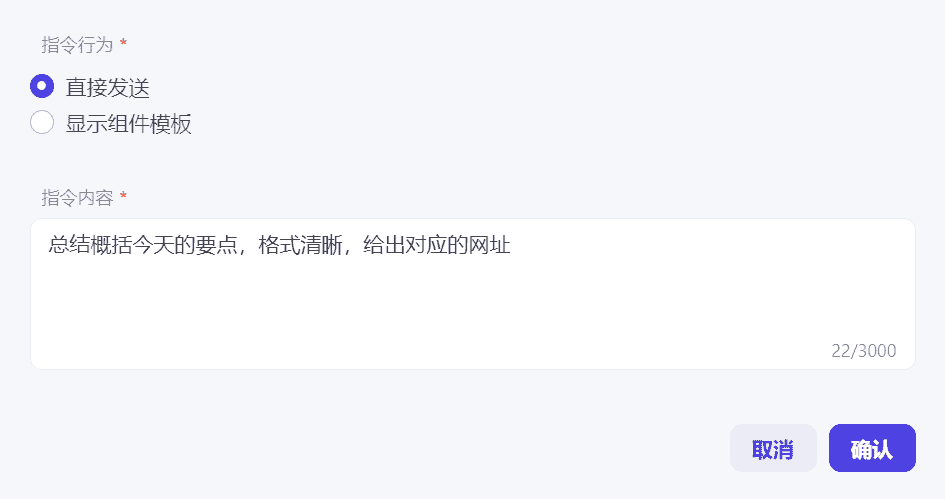 指令行为 *
直接发送
显示组件模板
指令内容 *
总结概括今天的要点，格式清晰，给出对应的网址
22/3000
取消
确认